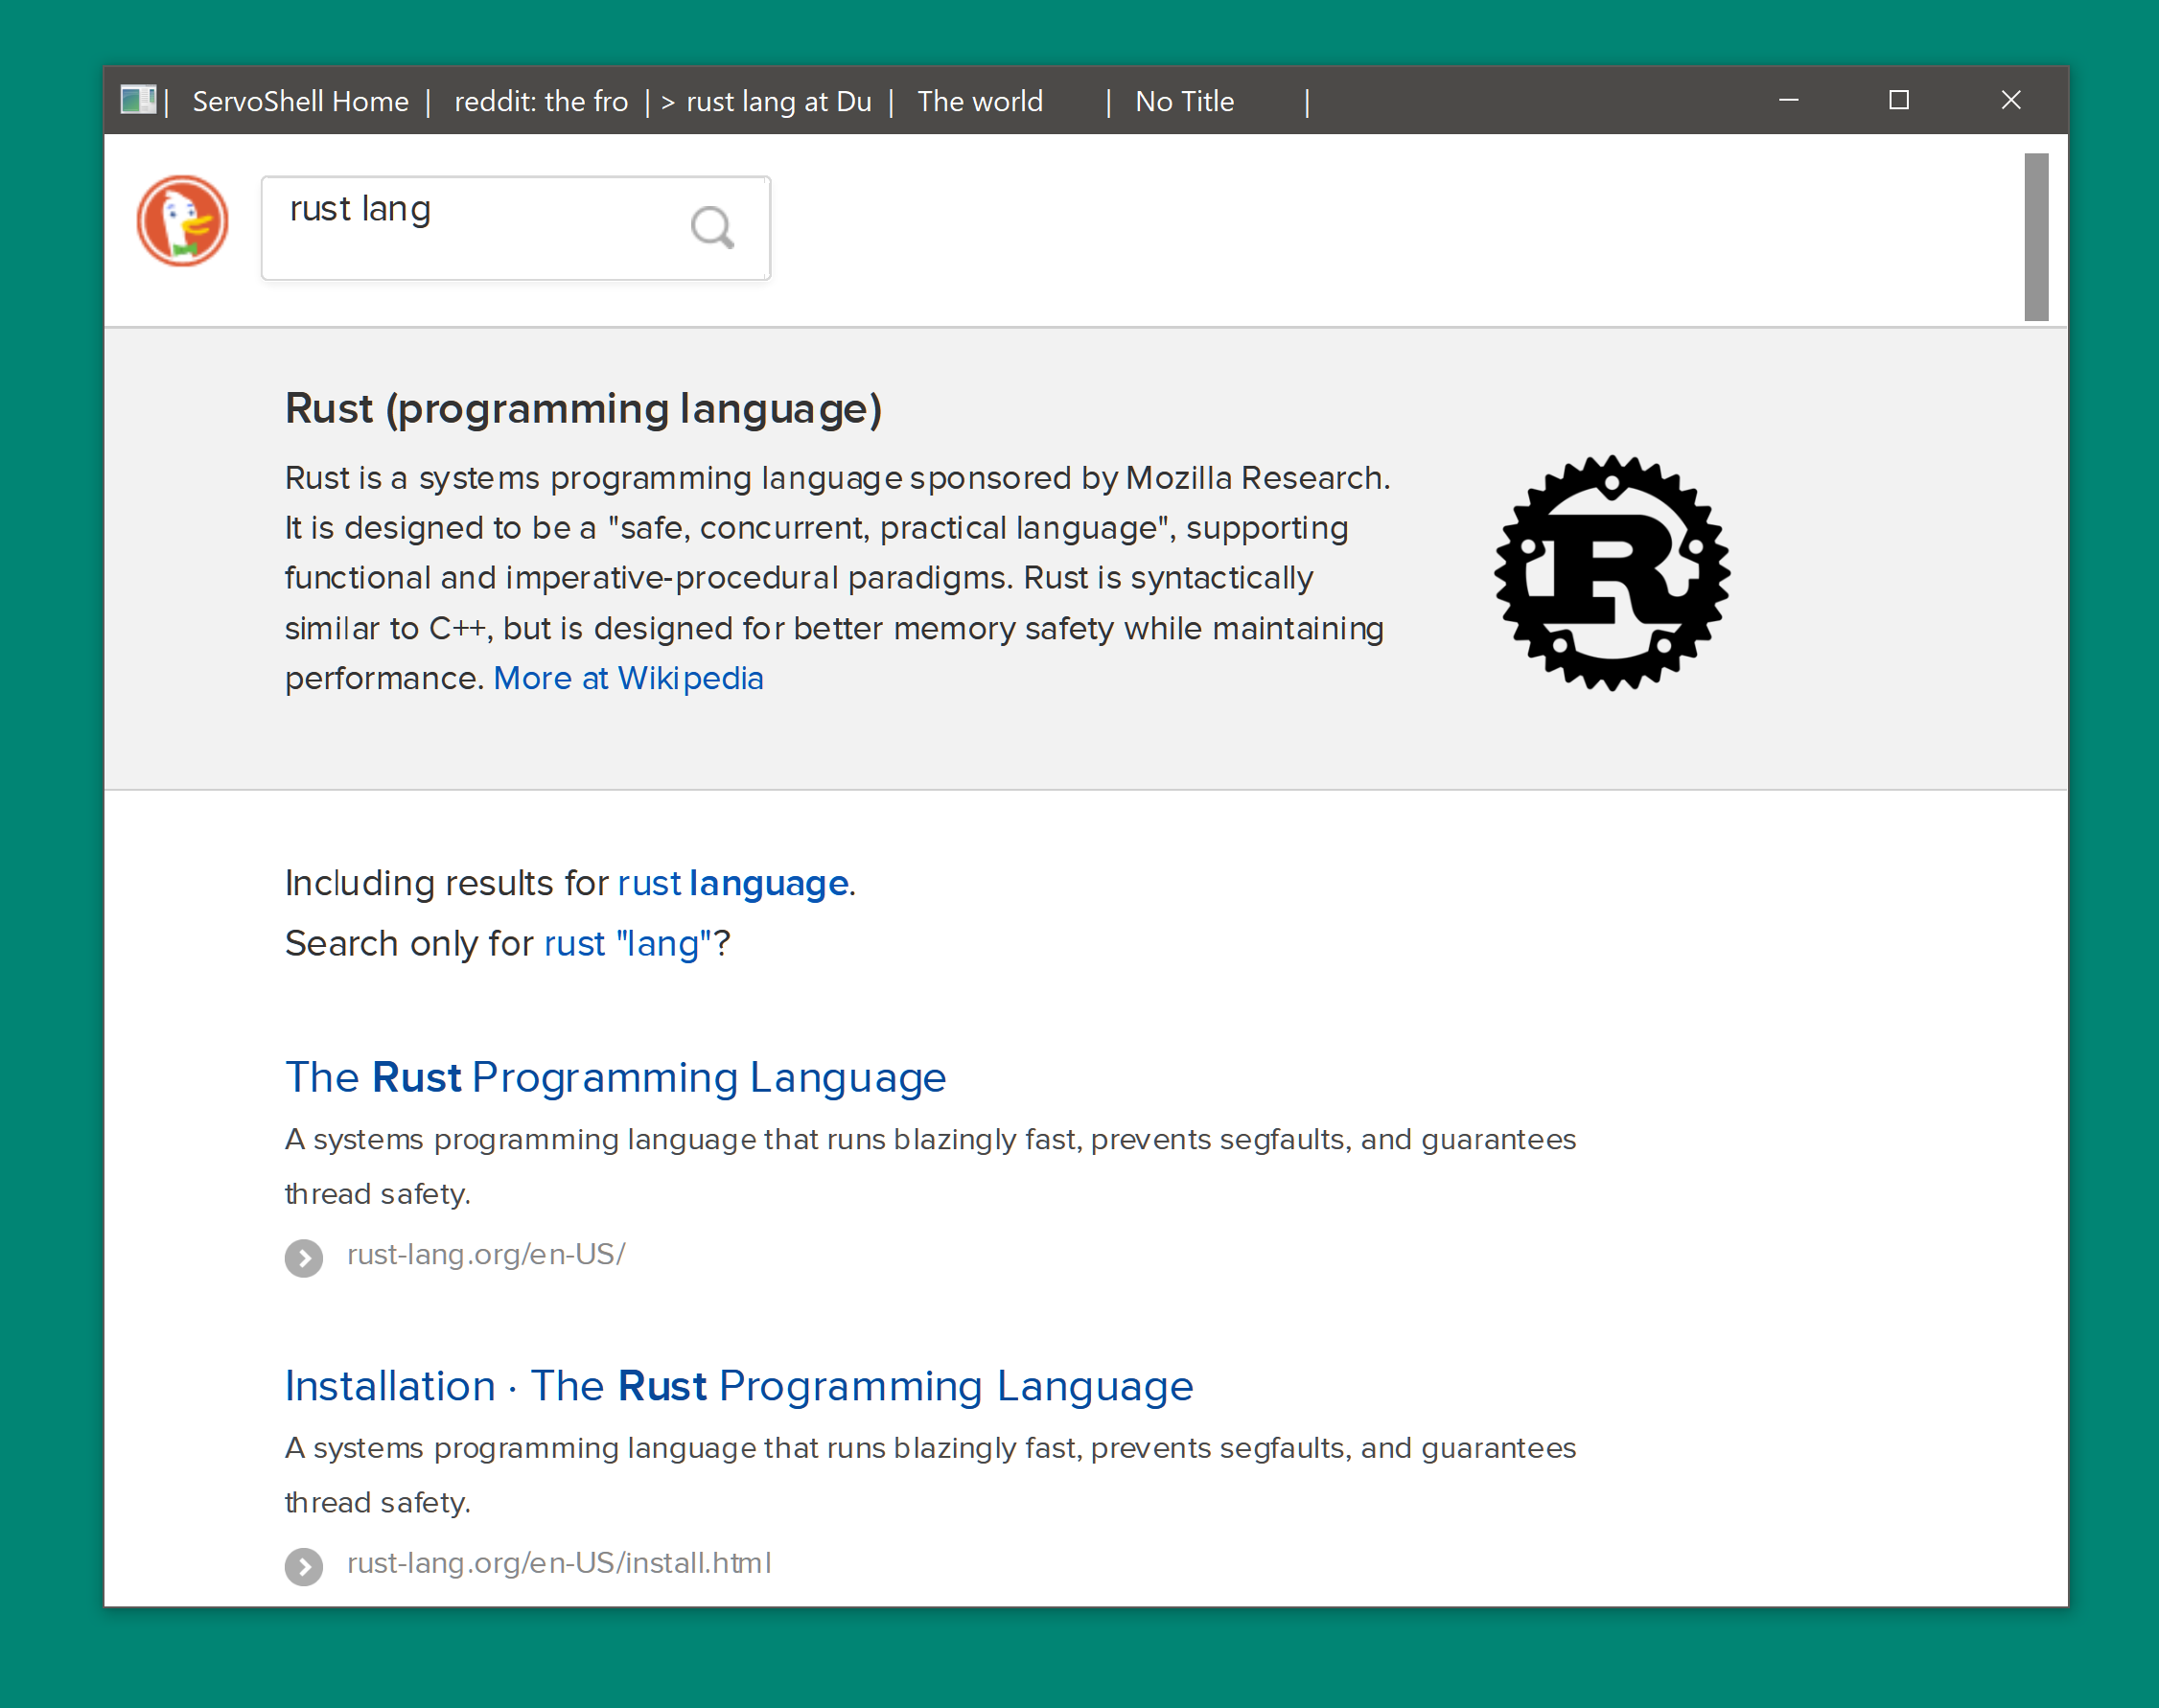 | ServoShell Home | reddit: the fro | > rust lang at Du | The world | No Title |
rust lang
Rust (programming language)
Rust is a systems programming language sponsored by Mozilla Research.
It is designed to be a "safe, concurrent, practical language", supporting
functional and imperative-procedural paradigms. Rust is syntactically
similar to C++, but is designed for better memory safety while maintaining
performance. More at Wikipedia
R
Including results for rust language.
Search only for rust "lang"?
The Rust Programming Language
A systems programming language that runs blazingly fast, prevents segfaults, and guarantees
thread safety.
rust-lang.org/en-US/
Installation · The Rust Programming Language
A systems programming language that runs blazingly fast, prevents segfaults, and guarantees
thread safety.
rust-lang.org/en-US/install.html